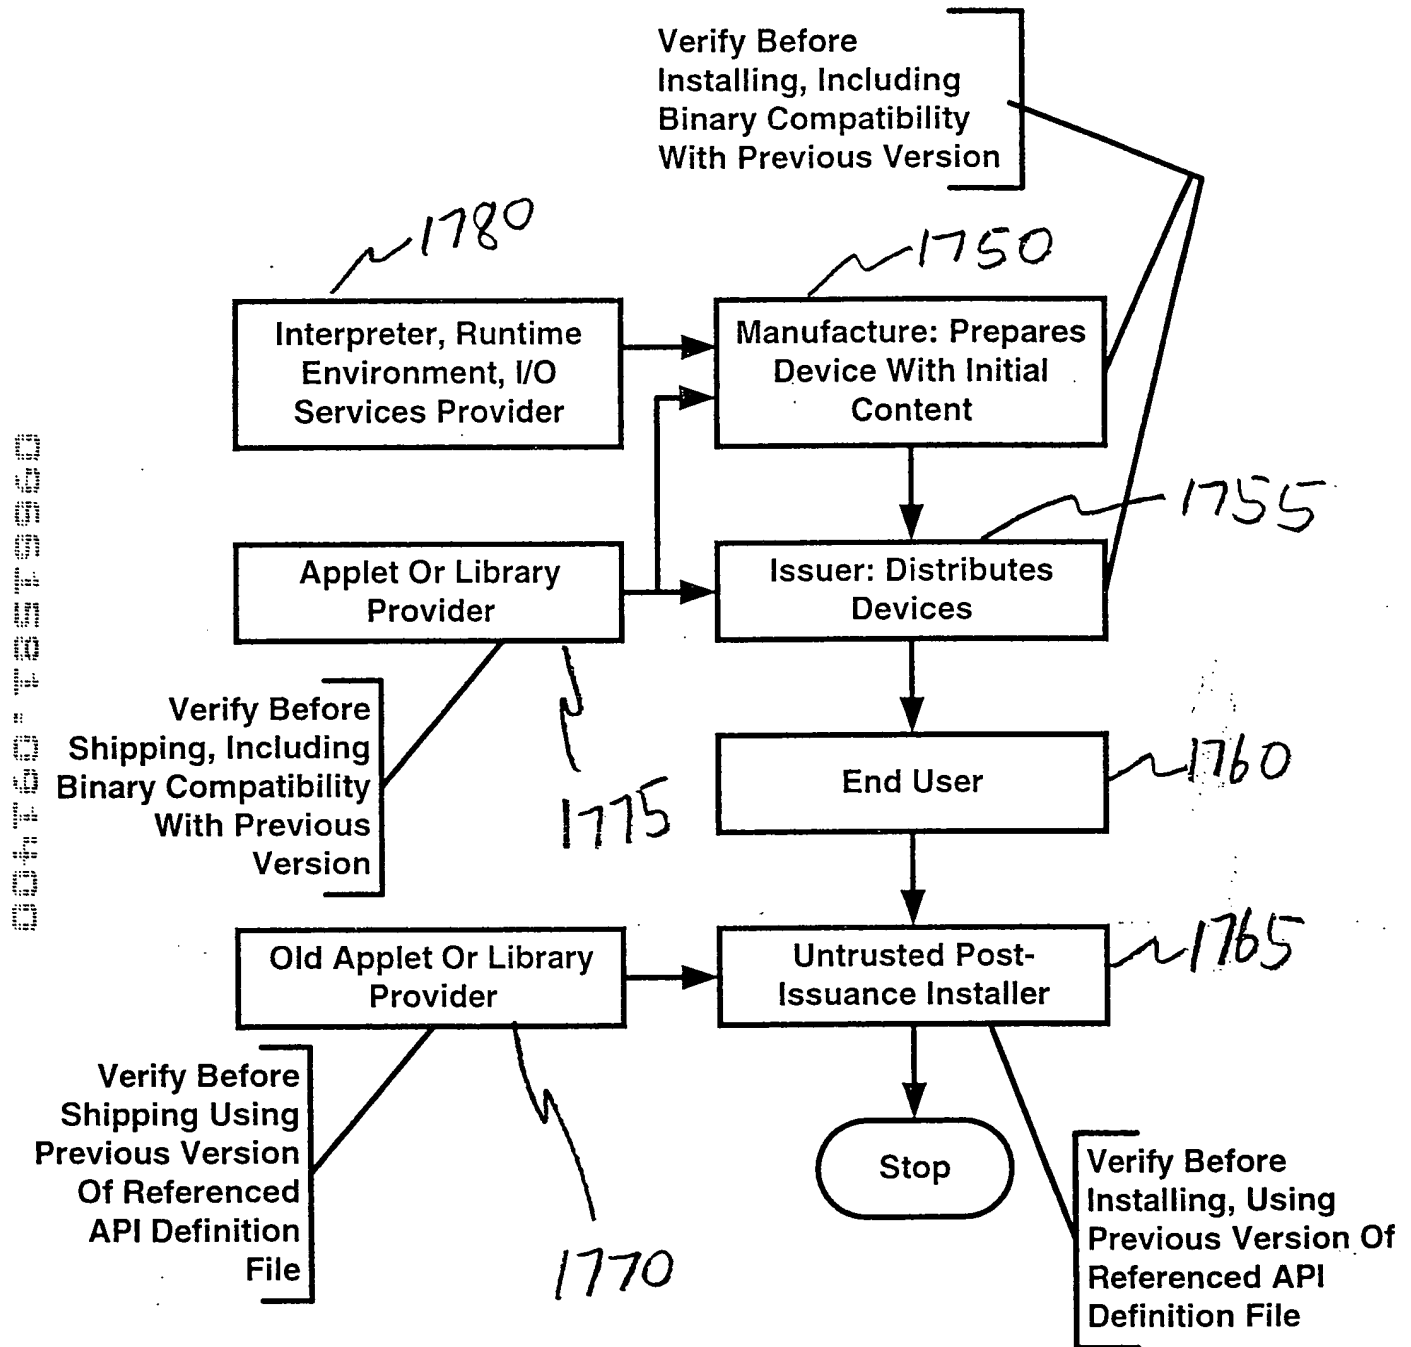 Verify Before
Installing, Including
Binary Compatibility
With Previous Version
1780
1750
Interpreter, Runtime
Environment, I/O
Services Provider
Manufacture: Prepares
Device With Initial
Content
1755
Applet Or Library
Provider
Issuer: Distributes
Devices
Verify Before
Shipping, Including
Binary Compatibility
With Previous
Version
1775
End User
1760
Old Applet Or Library
Provider
Untrusted Post-
Issuance Installer
1765
Verify Before
Shipping Using
Previous Version
Of Referenced
API Definition
File
1770
Stop
Verify Before
Installing, Using
Previous Version Of
Referenced API
Definition File